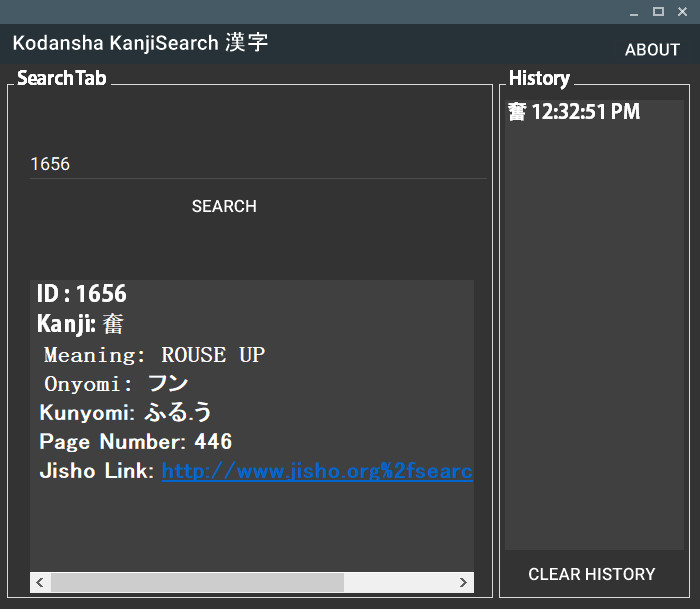 Kodansha KanjiSearch 漢字
ABOUT
SearchTab
1656
SEARCH
ID : 1656
Kanji: 奮
Meaning: ROUSE UP
Onyomi: フン
Kunyomi: ふる.う
Page Number: 446
Jisho Link: http://www.jisho.org%2fsearc
History
奮 12:32:51 PM
CLEAR HISTORY